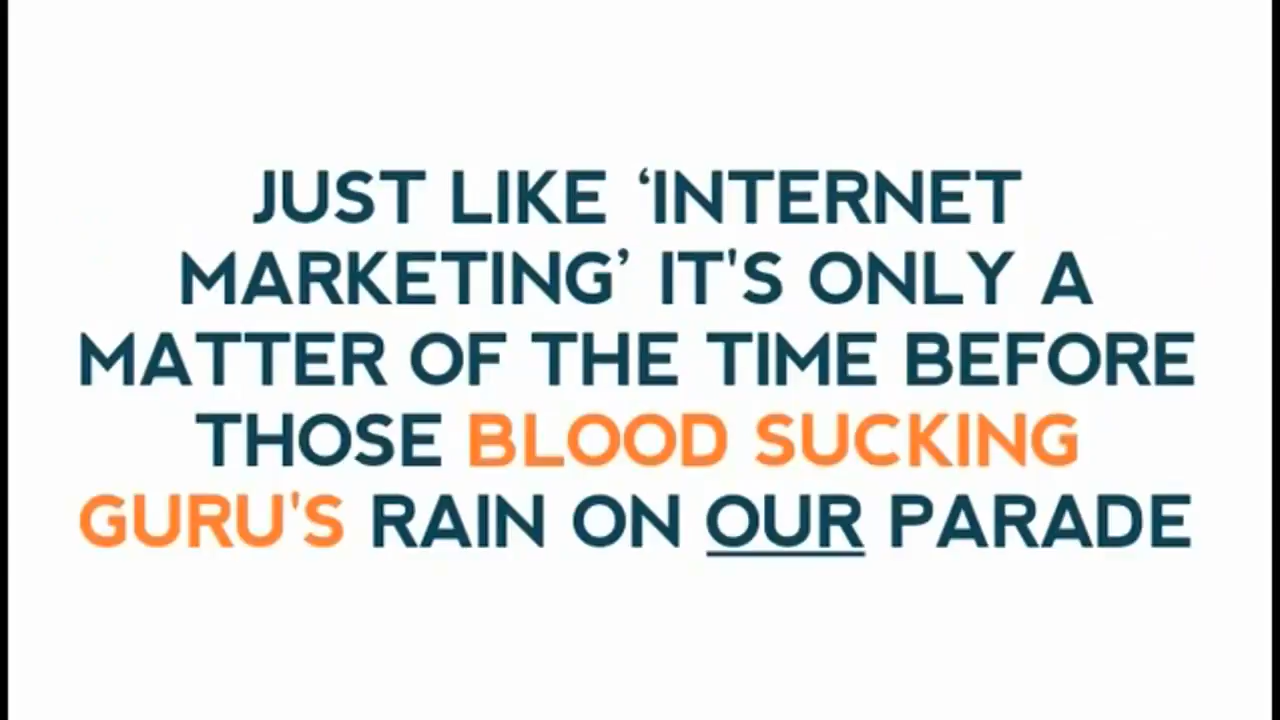 JUST LIKE ‘INTERNET
MARKETING’ IT'S ONLY A
MATTER OF THE TIME BEFORE
THOSE BLOOD SUCKING
GURU'S RAIN ON OUR PARADE